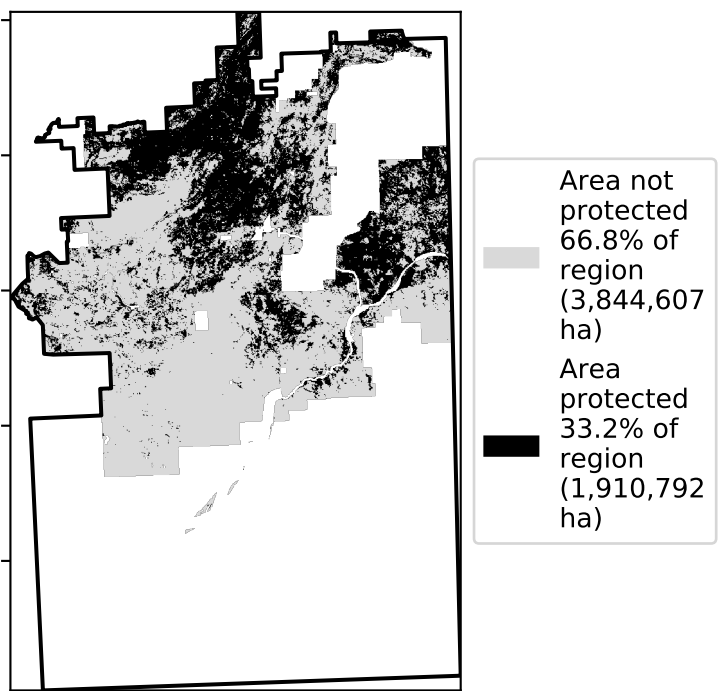 Area not
protected
66.8% of
region
(3,844,607
ha)
Area
protected
33.2% of
region
(1,910,792
ha)